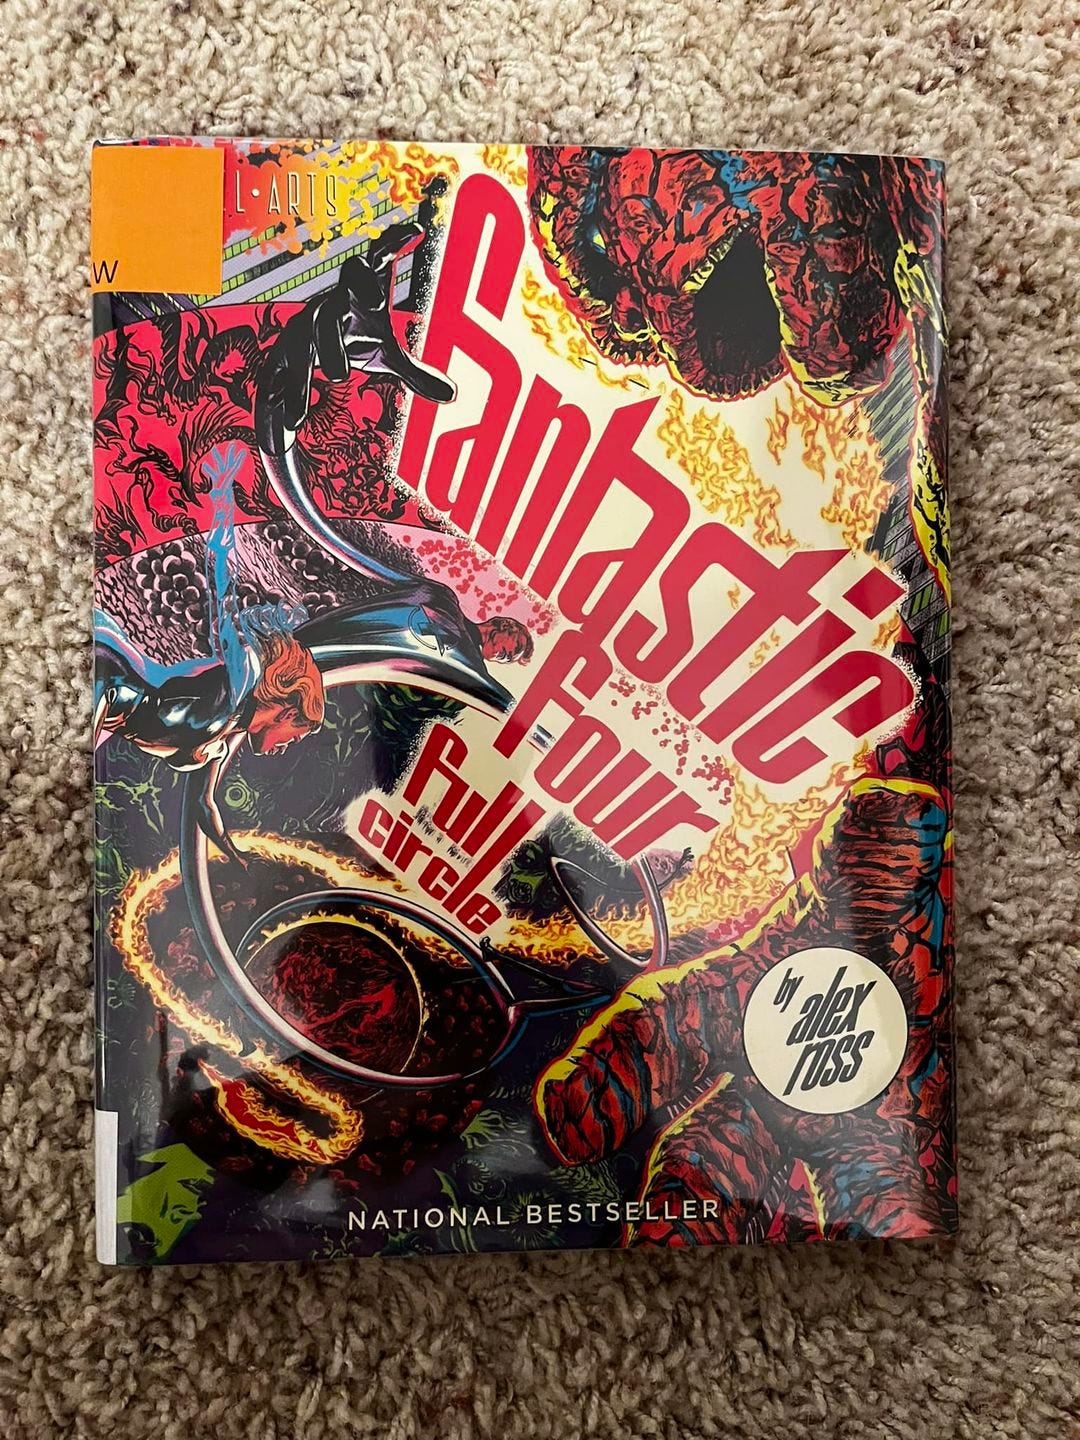 L·ARTS
W
fantastic
four
full
circle
by
alex
ross
NATIONAL BESTSELLER